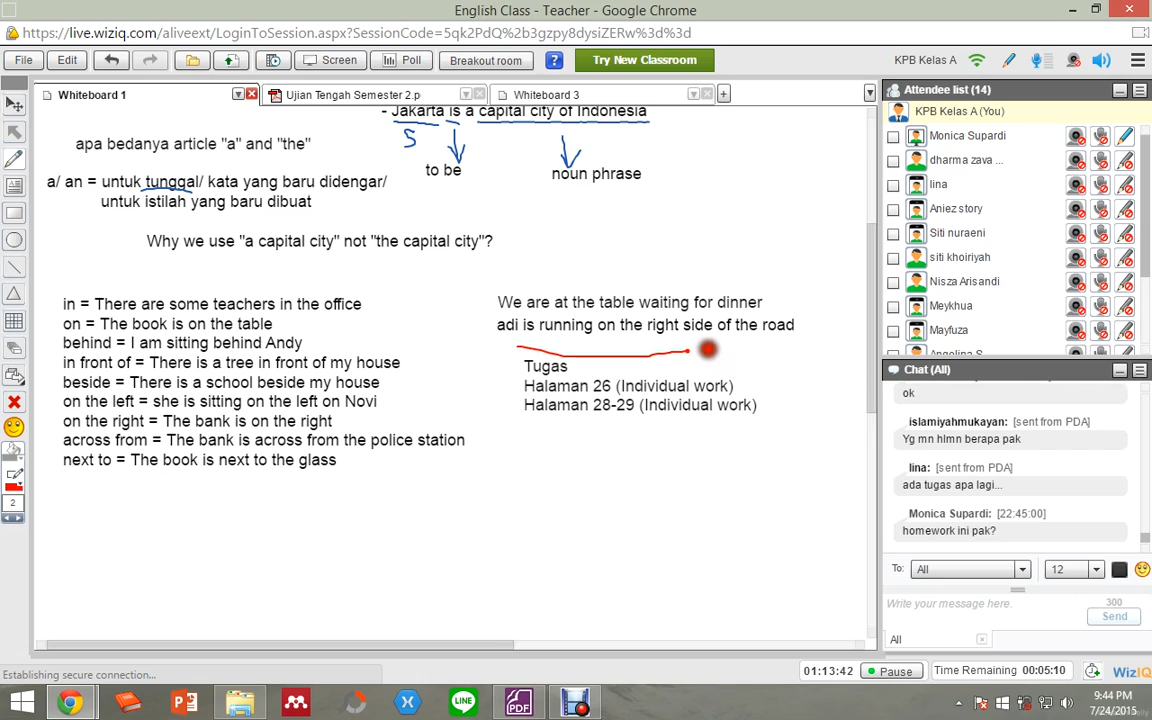 English Class - Teacher - Google Chrome
https://live.wiziq.com/aliveext/LoginToSession.aspx?SessionCode=5qk2PdQ%2b3gzpy8dysiZERw%3d%3d
File Edit Screen Poll Breakout room ? Try New Classroom KPB Kelas A
Whiteboard 1 Ujian Tengah Semester 2.p Whiteboard 3
- Jakarta is a capital city of Indonesia
S
to be
noun phrase
apa bedanya article "a" and "the"
a/ an = untuk tunggal/ kata yang baru didengar/
untuk istilah yang baru dibuat
Why we use "a capital city" not "the capital city"?
in = There are some teachers in the office
on = The book is on the table
behind = I am sitting behind Andy
in front of = There is a tree in front of my house
beside = There is a school beside my house
on the left = she is sitting on the left on Novi
on the right = The bank is on the right
across from = The bank is across from the police station
next to = The book is next to the glass
We are at the table waiting for dinner
adi is running on the right side of the road
Tugas
Halaman 26 (Individual work)
Halaman 28-29 (Individual work)
2
Attendee list (14)
KPB Kelas A (You)
Monica Supardi
dharma zava ...
lina
Aniez story
Siti nuraeni
siti khoiriyah
Nisza Arisandi
Meykhua
Mayfuza
Angelina S
Chat (All)
ok
islamiyahmukayan: [sent from PDA]
Yg mn hlmn berapa pak
lina: [sent from PDA]
ada tugas apa lagi...
Monica Supardi: [22:45:00]
homework ini pak?
To: All 12
Write your message here. 300
Send
All
Establishing secure connection...
01:13:42 Pause Time Remaining 00:05:10 WizIQ
P LINE PDF
9:44 PM
7/24/2015